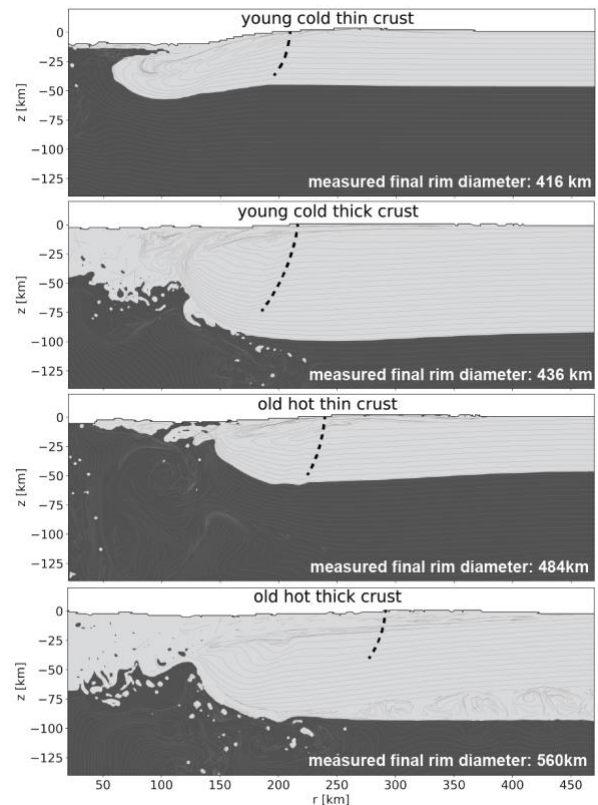 young cold thin crust
0
−25
−50
−75
−100
−125
z [km]
measured final rim diameter: 416 km
young cold thick crust
0
−25
−50
−75
−100
−125
z [km]
measured final rim diameter: 436 km
old hot thin crust
0
−25
−50
−75
−100
−125
z [km]
measured final rim diameter: 484km
old hot thick crust
0
−25
−50
−75
−100
−125
z [km]
measured final rim diameter: 560km
50 100 150 200 250 300 350 400 450
r [km]